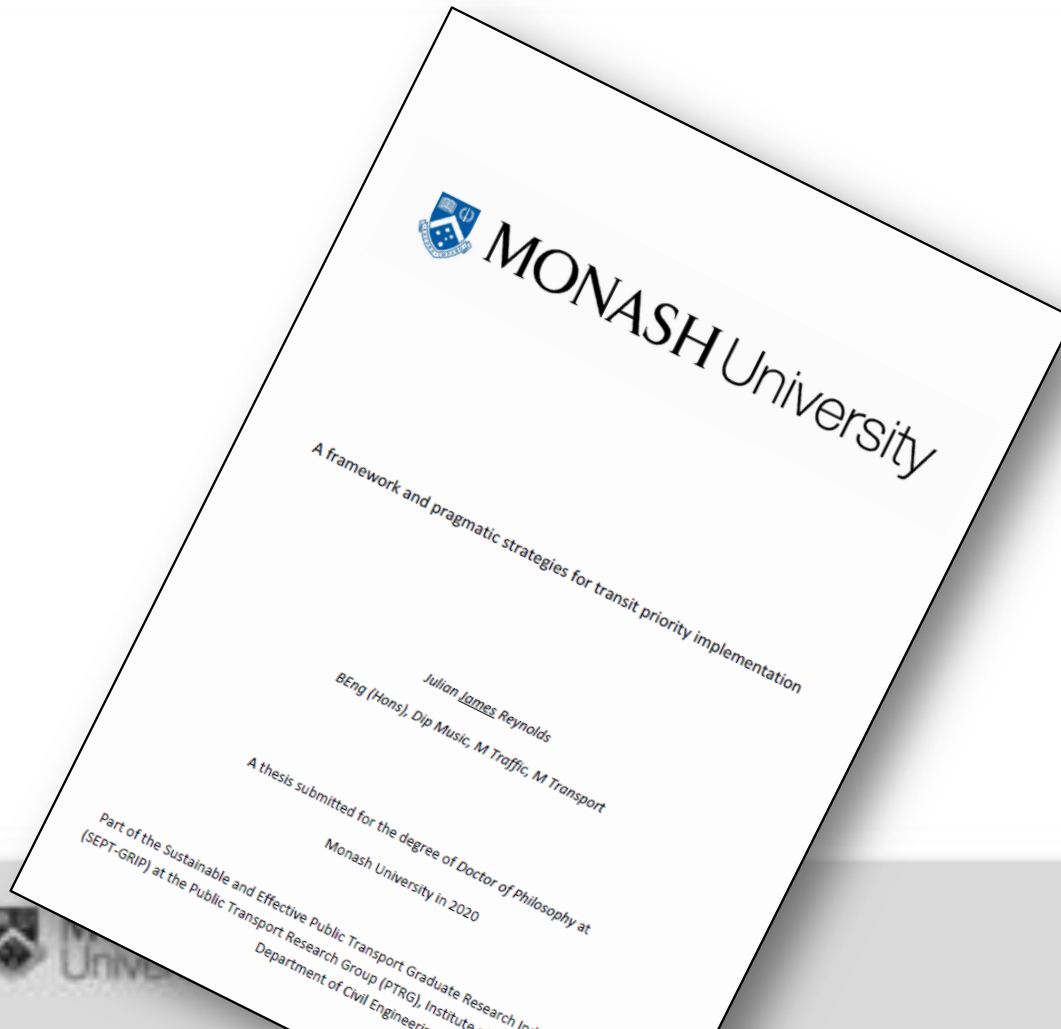 MONASH University
A framework and pragmatic strategies for transit priority implementation
Julian James Reynolds
BEng (Hons), Dip Music, M Traffic, M Transport
A thesis submitted for the degree of Doctor of Philosophy at
Monash University in 2020
Part of the Sustainable and Effective Public Transport Graduate Research
(SEPT-GRIP) at the Public Transport Research Group (PTRG), Institute
Department of Civil